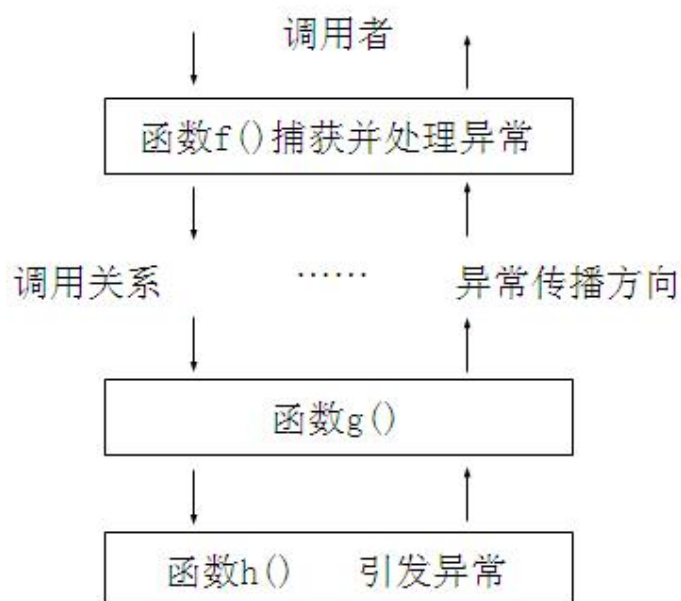 调用者
函数f()捕获并处理异常
调用关系 …… 异常传播方向
函数g()
函数h() 引发异常